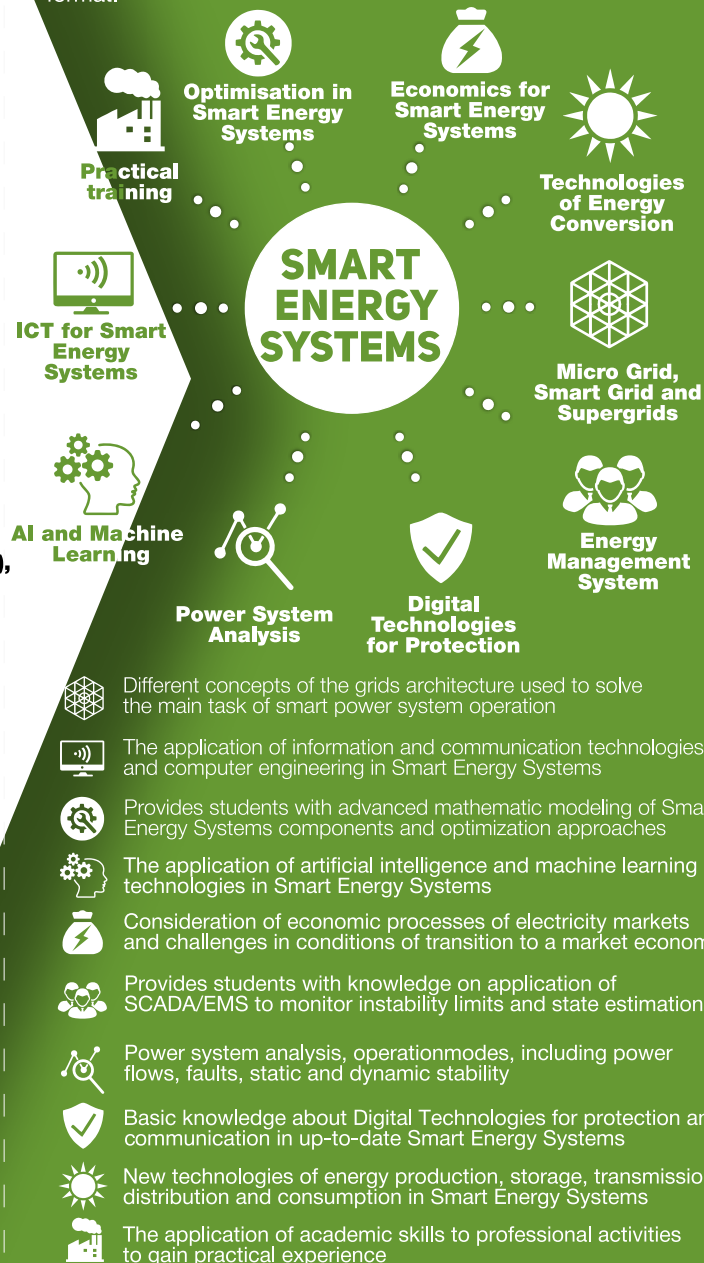 format.
Optimisation in
Smart Energy
Systems
Economics for
Smart Energy
Systems
Practical
training
Technologies
of Energy
Conversion
SMART
ENERGY
SYSTEMS
ICT for Smart
Energy
Systems
Micro Grid,
Smart Grid and
Supergrids
AI and Machine
Learning
),
Energy
Management
System
Power System
Analysis
Digital
Technologies
for Protection
Different concepts of the grids architecture used to solve
the main task of smart power system operation
The application of information and communication technologies
and computer engineering in Smart Energy Systems
Provides students with advanced mathematic modeling of Sma
Energy Systems components and optimization approaches
The application of artificial intelligence and machine learning
technologies in Smart Energy Systems
Consideration of economic processes of electricity markets
and challenges in conditions of transition to a market econom
Provides students with knowledge on application of
SCADA/EMS to monitor instability limits and state estimation
Power system analysis, operationmodes, including power
flows, faults, static and dynamic stability
Basic knowledge about Digital Technologies for protection an
communication in up-to-date Smart Energy Systems
New technologies of energy production, storage, transmissio
distribution and consumption in Smart Energy Systems
The application of academic skills to professional activities
to gain practical experience